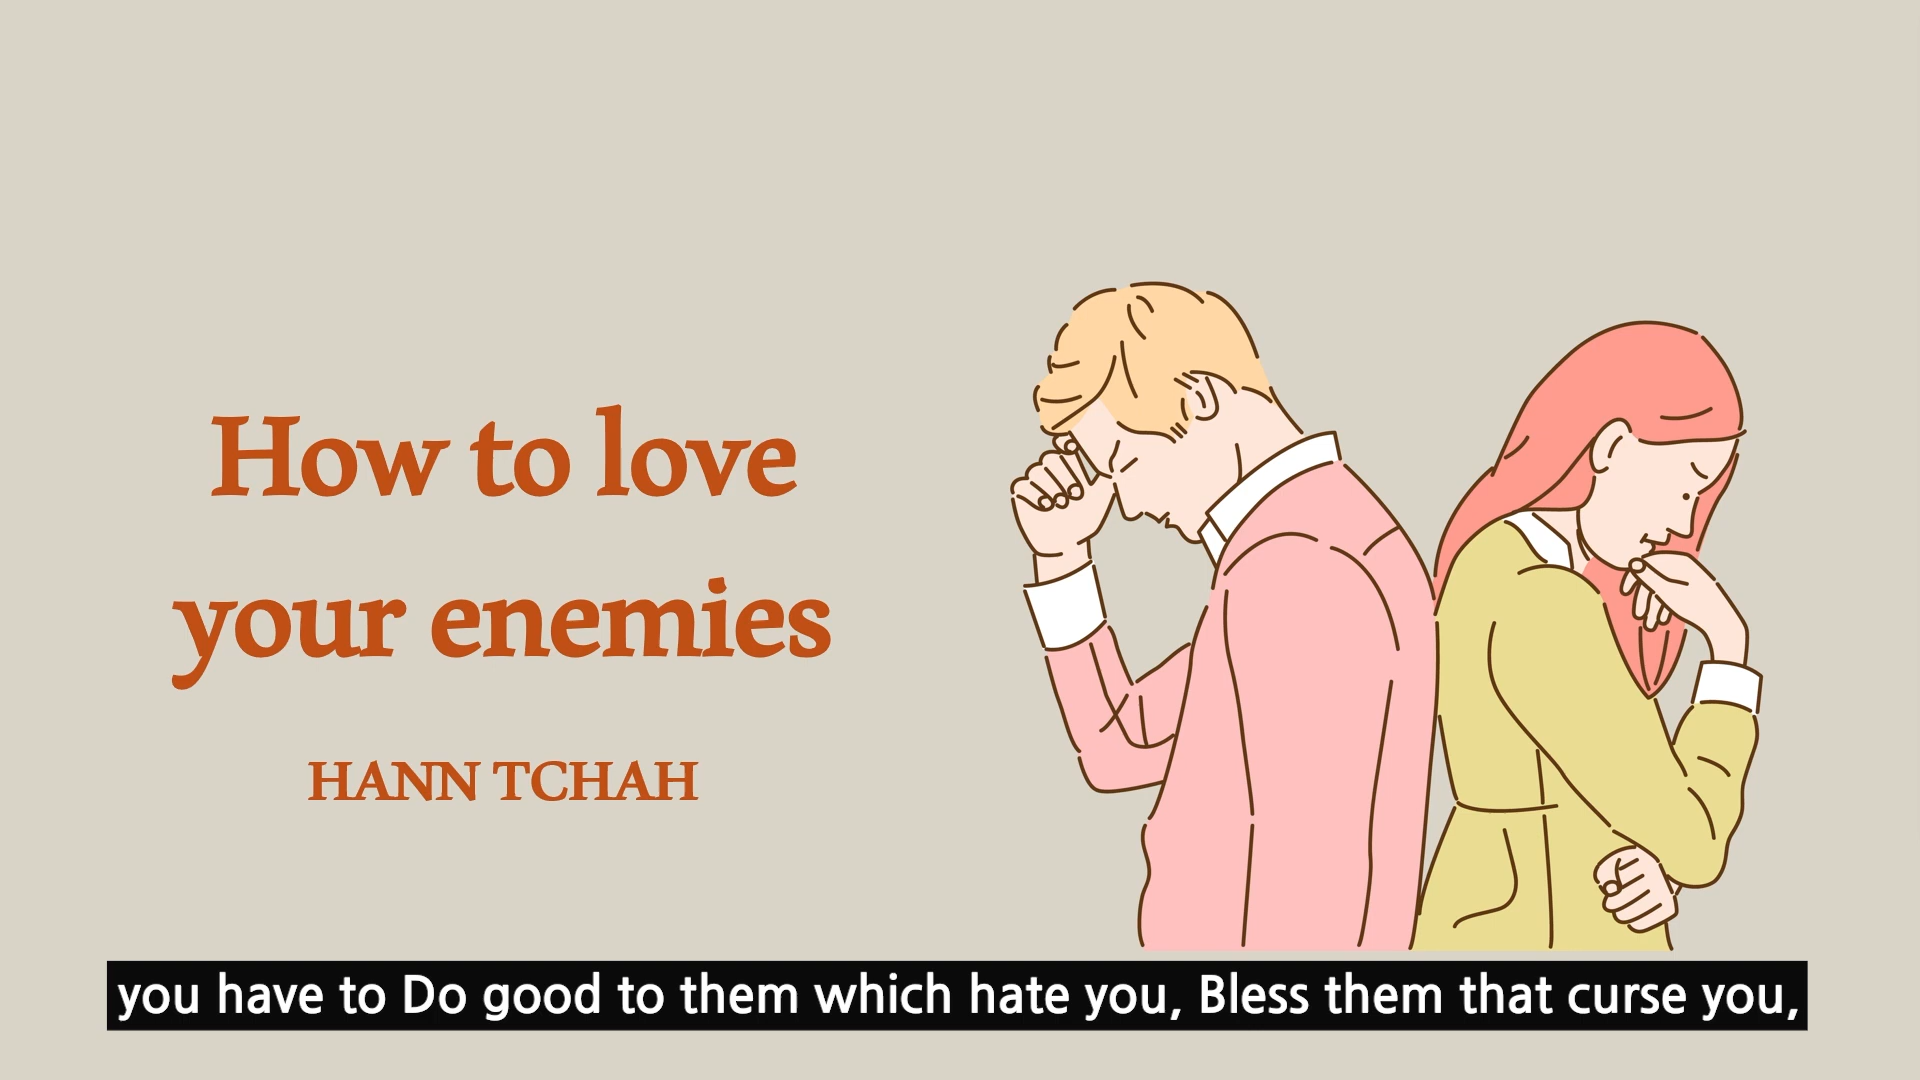 How to love
your enemies
HANN TCHAH
you have to Do good to them which hate you, Bless them that curse you,